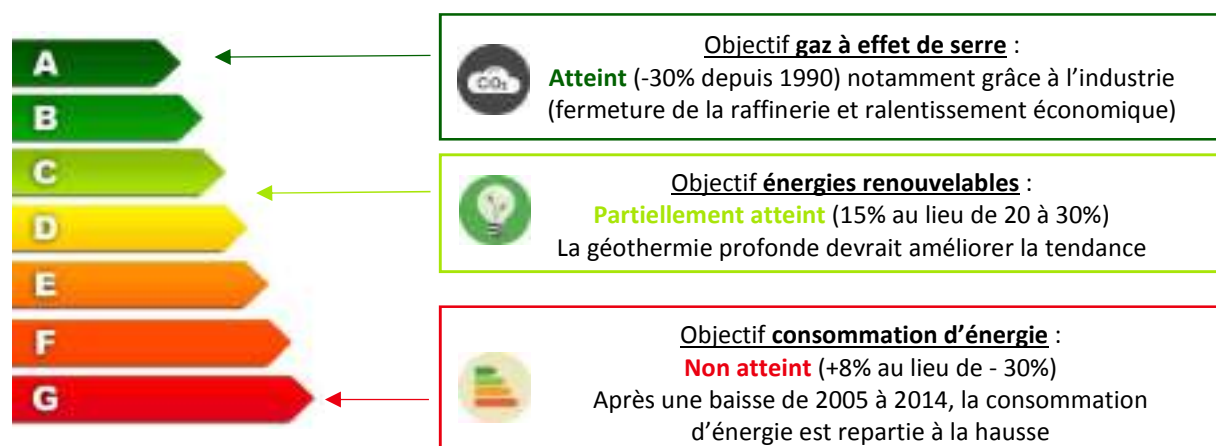 A
B
C
D
E
F
G
Objectif gaz à effet de serre :
CO₂
Atteint (-30% depuis 1990) notamment grâce à l’industrie
(fermeture de la raffinerie et ralentissement économique)
Objectif énergies renouvelables :
Partiellement atteint (15% au lieu de 20 à 30%)
La géothermie profonde devrait améliorer la tendance
Objectif consommation d’énergie :
Non atteint (+8% au lieu de - 30%)
Après une baisse de 2005 à 2014, la consommation
d’énergie est repartie à la hausse